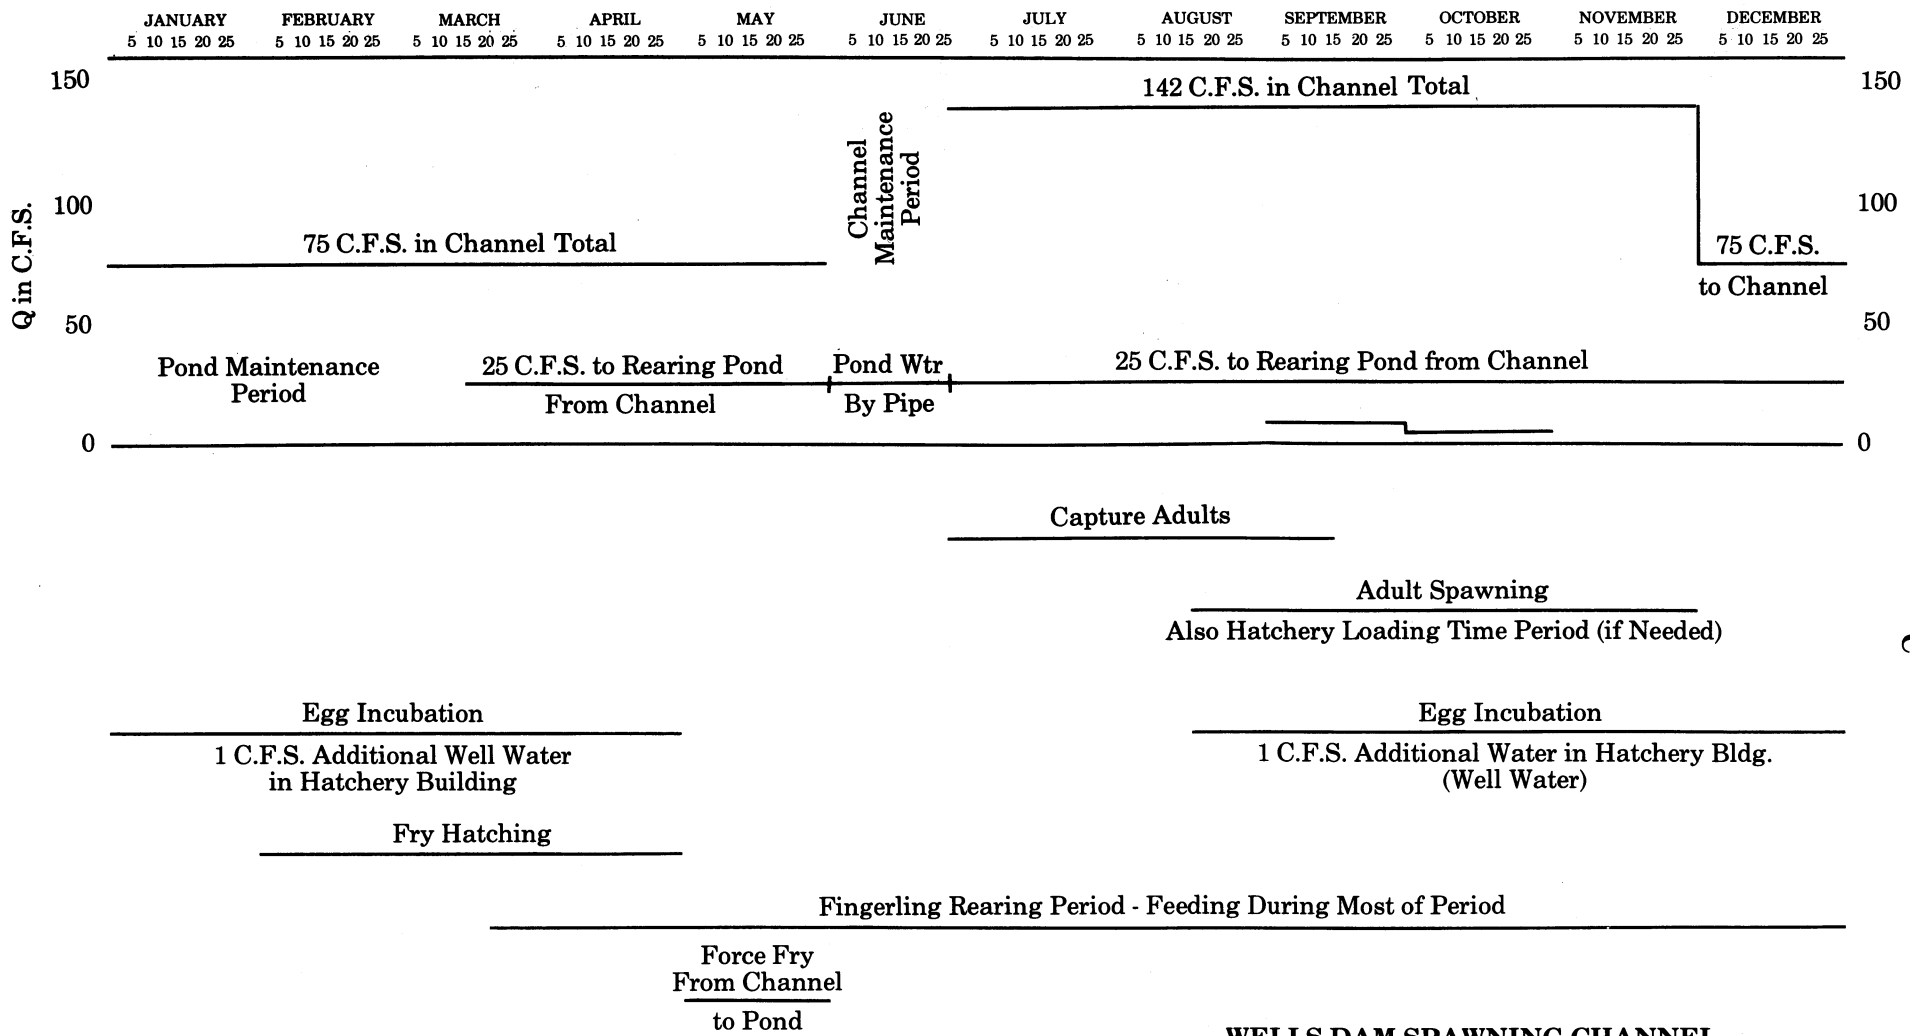 JANUARY FEBRUARY MARCH APRIL MAY JUNE JULY AUGUST SEPTEMBER OCTOBER NOVEMBER DECEMBER
5 10 15 20 25 5 10 15 20 25 5 10 15 20 25 5 10 15 20 25 5 10 15 20 25 5 10 15 20 25 5 10 15 20 25 5 10 15 20 25 5 10 15 20 25 5 10 15 20 25 5 10 15 20 25 5 10 15 20 25
150 150
142 C.F.S. in Channel Total
Channel
Maintenance
Period
100 100
Q in C.F.S.
75 C.F.S. in Channel Total
75 C.F.S.
to Channel
50 50
Pond Maintenance
Period
25 C.F.S. to Rearing Pond
From Channel
Pond Wtr
By Pipe
25 C.F.S. to Rearing Pond from Channel
0 0
Capture Adults
Adult Spawning
Also Hatchery Loading Time Period (if Needed)
Egg Incubation
1 C.F.S. Additional Well Water
in Hatchery Building
Egg Incubation
1 C.F.S. Additional Water in Hatchery Bldg.
(Well Water)
Fry Hatching
Fingerling Rearing Period - Feeding During Most of Period
Force Fry
From Channel
to Pond
WELLS DAM SPAWNING CHANNEL